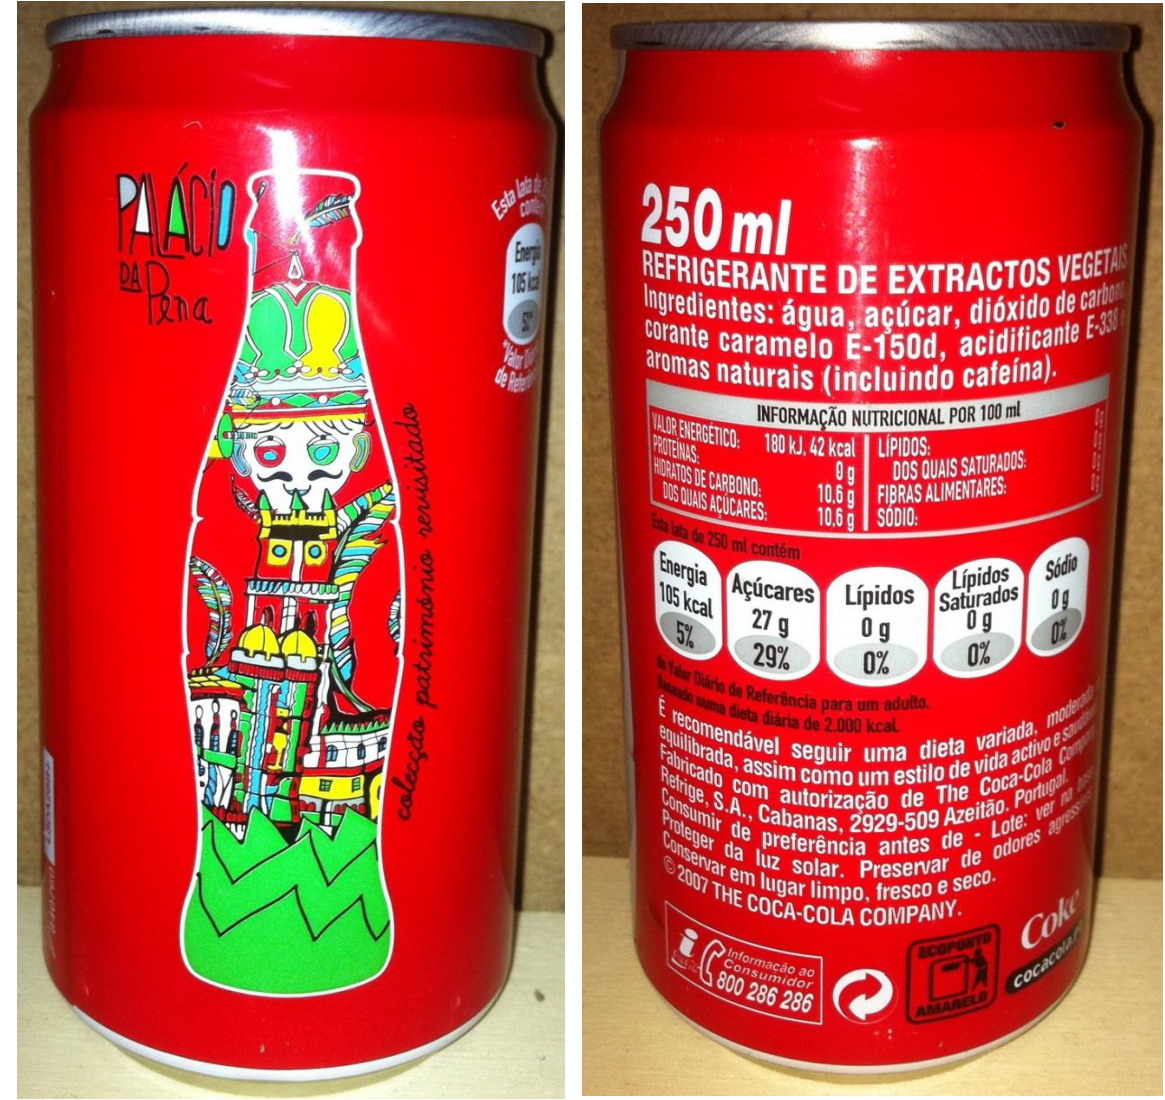 PALÁCIO
DA
Pena
colecção património revisitado
Esta lata de
contém
Energia
105 kcal
5%
*Valor Diário
de Referência
250 ml
REFRIGERANTE DE EXTRACTOS VEGETAIS
Ingredientes: água, açúcar, dióxido de carbono,
corante caramelo E-150d, acidificante E-338 e
aromas naturais (incluindo cafeína).
INFORMAÇÃO NUTRICIONAL POR 100 ml
VALOR ENERGÉTICO: 180 kJ, 42 kcal
PROTEÍNAS: 0 g
HIDRATOS DE CARBONO: 10.6 g
DOS QUAIS AÇÚCARES: 10.6 g
LÍPIDOS:
DOS QUAIS SATURADOS:
FIBRAS ALIMENTARES:
SÓDIO:
Esta lata de 250 ml contém
Energia
105 kcal
5%
Açúcares
27 g
29%
Lípidos
0 g
0%
Lípidos
Saturados
0 g
0%
Sódio
0 g
0%
do Valor Diário de Referência para um adulto.
Baseado numa dieta diária de 2.000 kcal.
É recomendável seguir uma dieta variada, moderada e
equilibrada, assim como um estilo de vida activo e saudável.
Fabricado com autorização de The Coca-Cola Company
Refrige, S.A., Cabanas, 2929-509 Azeitão. Portugal.
Consumir de preferência antes de - Lote: ver na base
Proteger da luz solar. Preservar de odores agressivos
Conservar em lugar limpo, fresco e seco.
© 2007 THE COCA-COLA COMPANY.
Informação ao
Consumidor
800 286 286
ECOPONTO
AMARELO
Coke
cocacola.